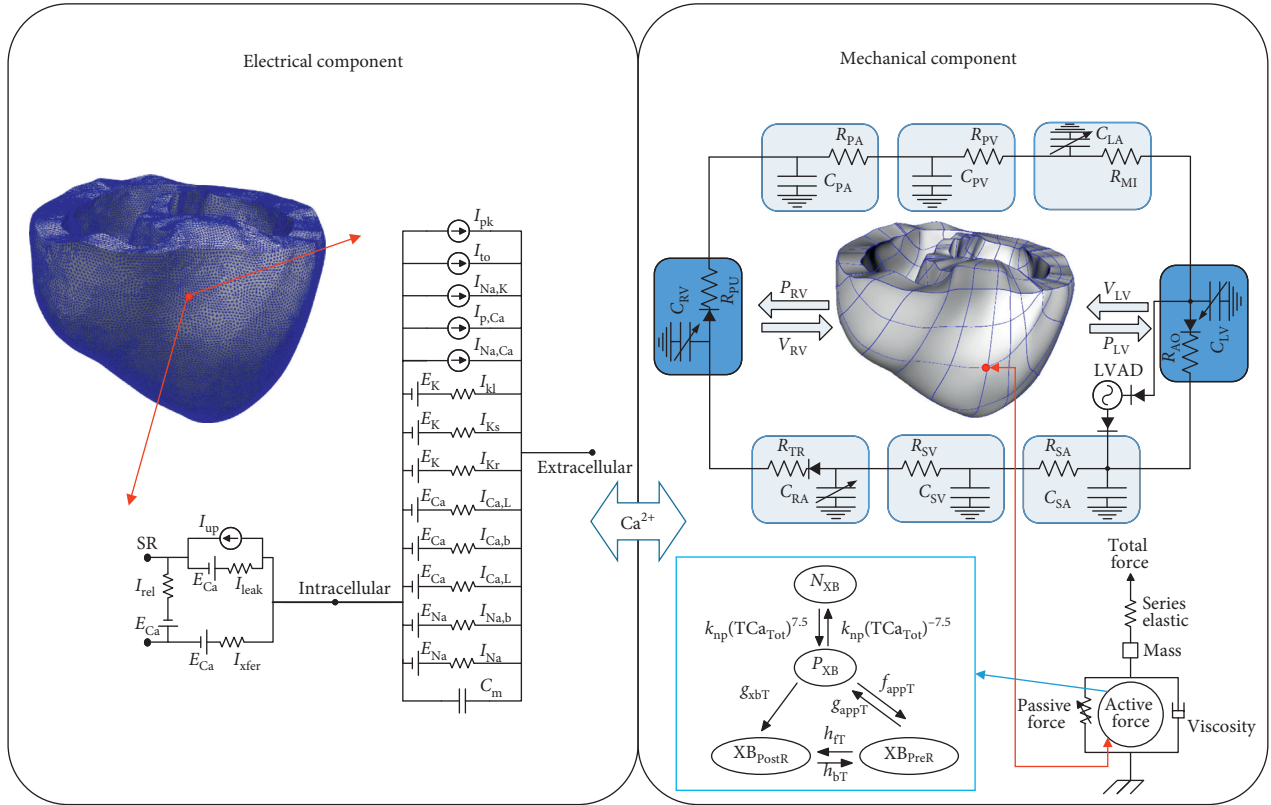 Electrical component
I_pk
I_to
I_Na,K
I_p,Ca
I_Na,Ca
E_K I_kl
E_K I_Ks
E_K I_Kr
E_Ca I_Ca,L
E_Ca I_Ca,b
E_Ca I_Ca,L
E_Na I_Na,b
E_Na I_Na
C_m
Extracellular
Intracellular
SR
I_up
E_Ca I_leak
I_rel
E_Ca
E_Ca I_xfer
Ca²⁺
Mechanical component
R_PA
C_PA
R_PV
C_PV
C_LA
R_MI
C_RV
R_PU
P_RV
V_RV
V_LV
P_LV
R_AO
C_LV
LVAD
R_TR
C_RA
R_SV
C_SV
R_SA
C_SA
N_XB
k_np(TCa_Tot)^7.5
k_np(TCa_Tot)^−7.5
P_XB
g_xbT
f_appT
g_appT
XB_PostR
h_fT
h_bT
XB_PreR
Total
force
Series
elastic
Mass
Passive
force
Active
force
Viscosity